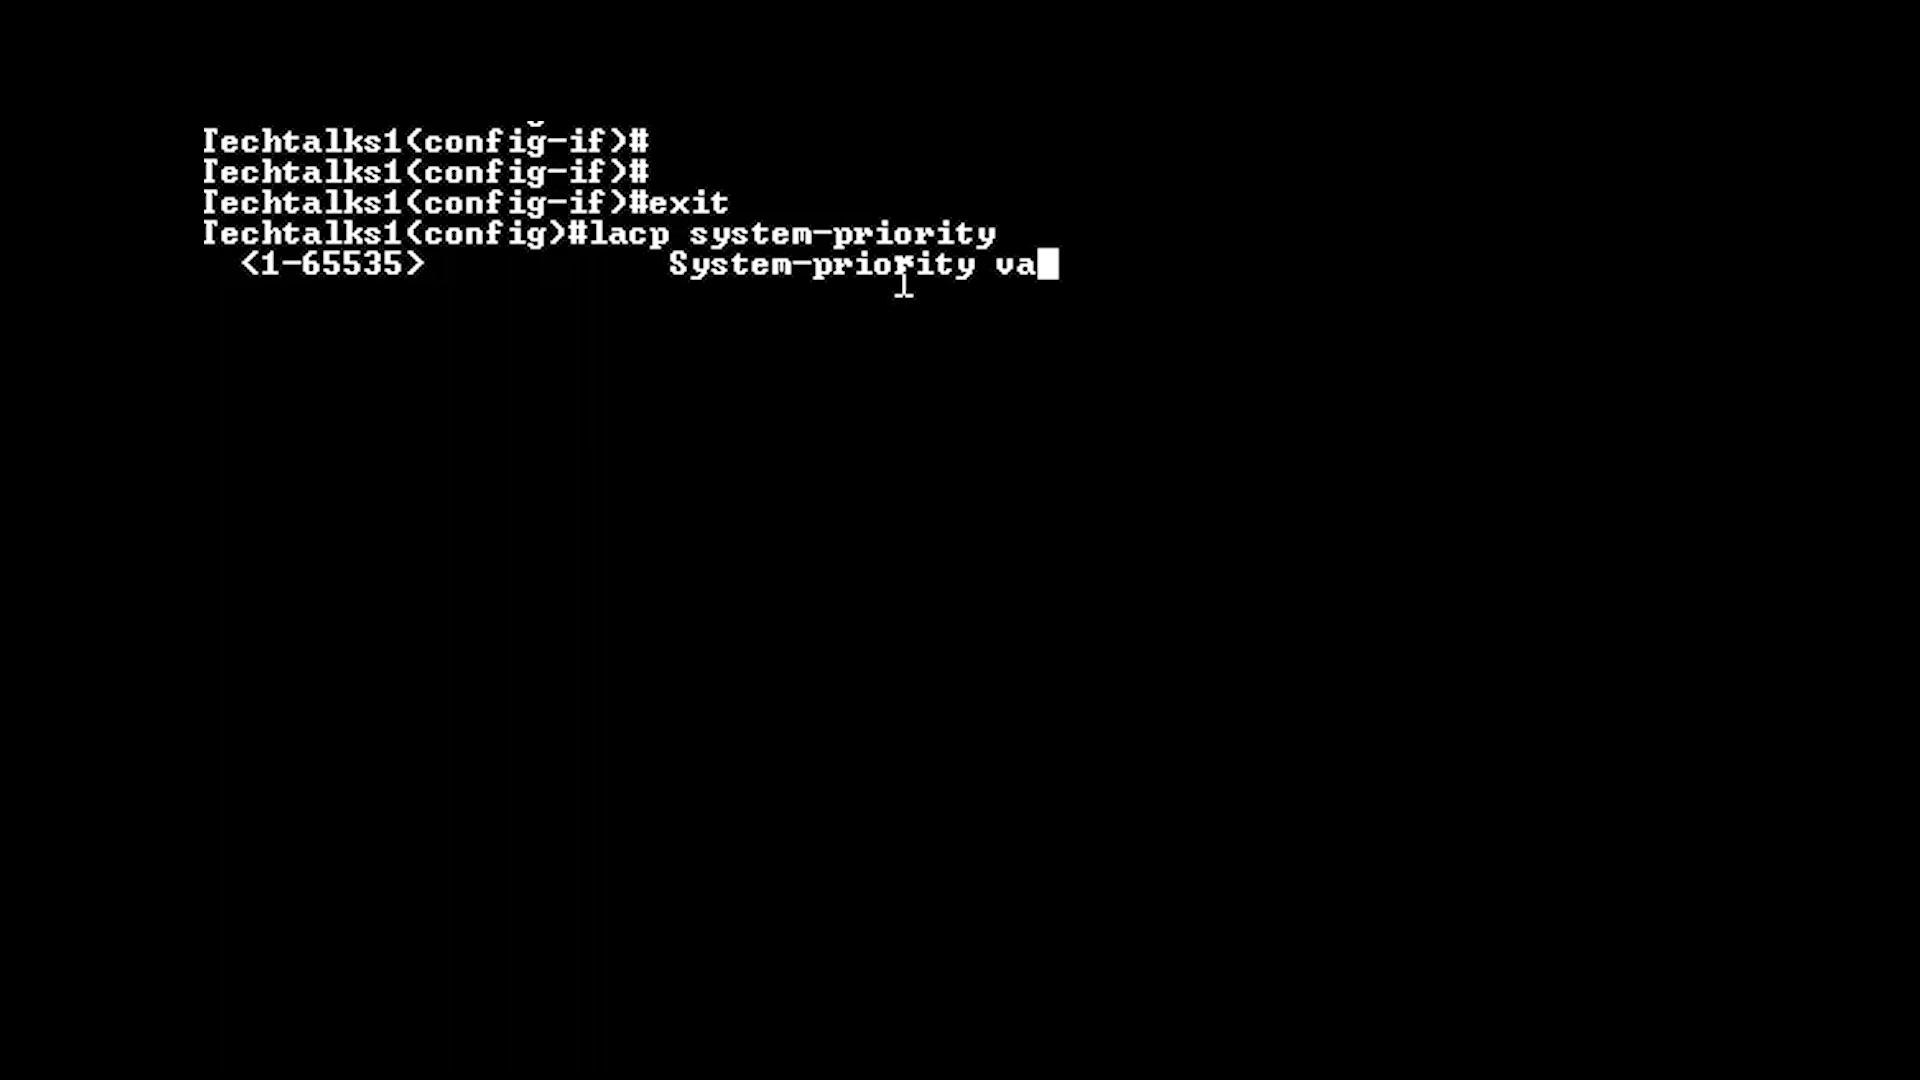 Techtalks1(config-if)#
Techtalks1(config-if)#
Techtalks1(config-if)#exit
Techtalks1(config)#lacp system-priority
<1-65535> System-priority va